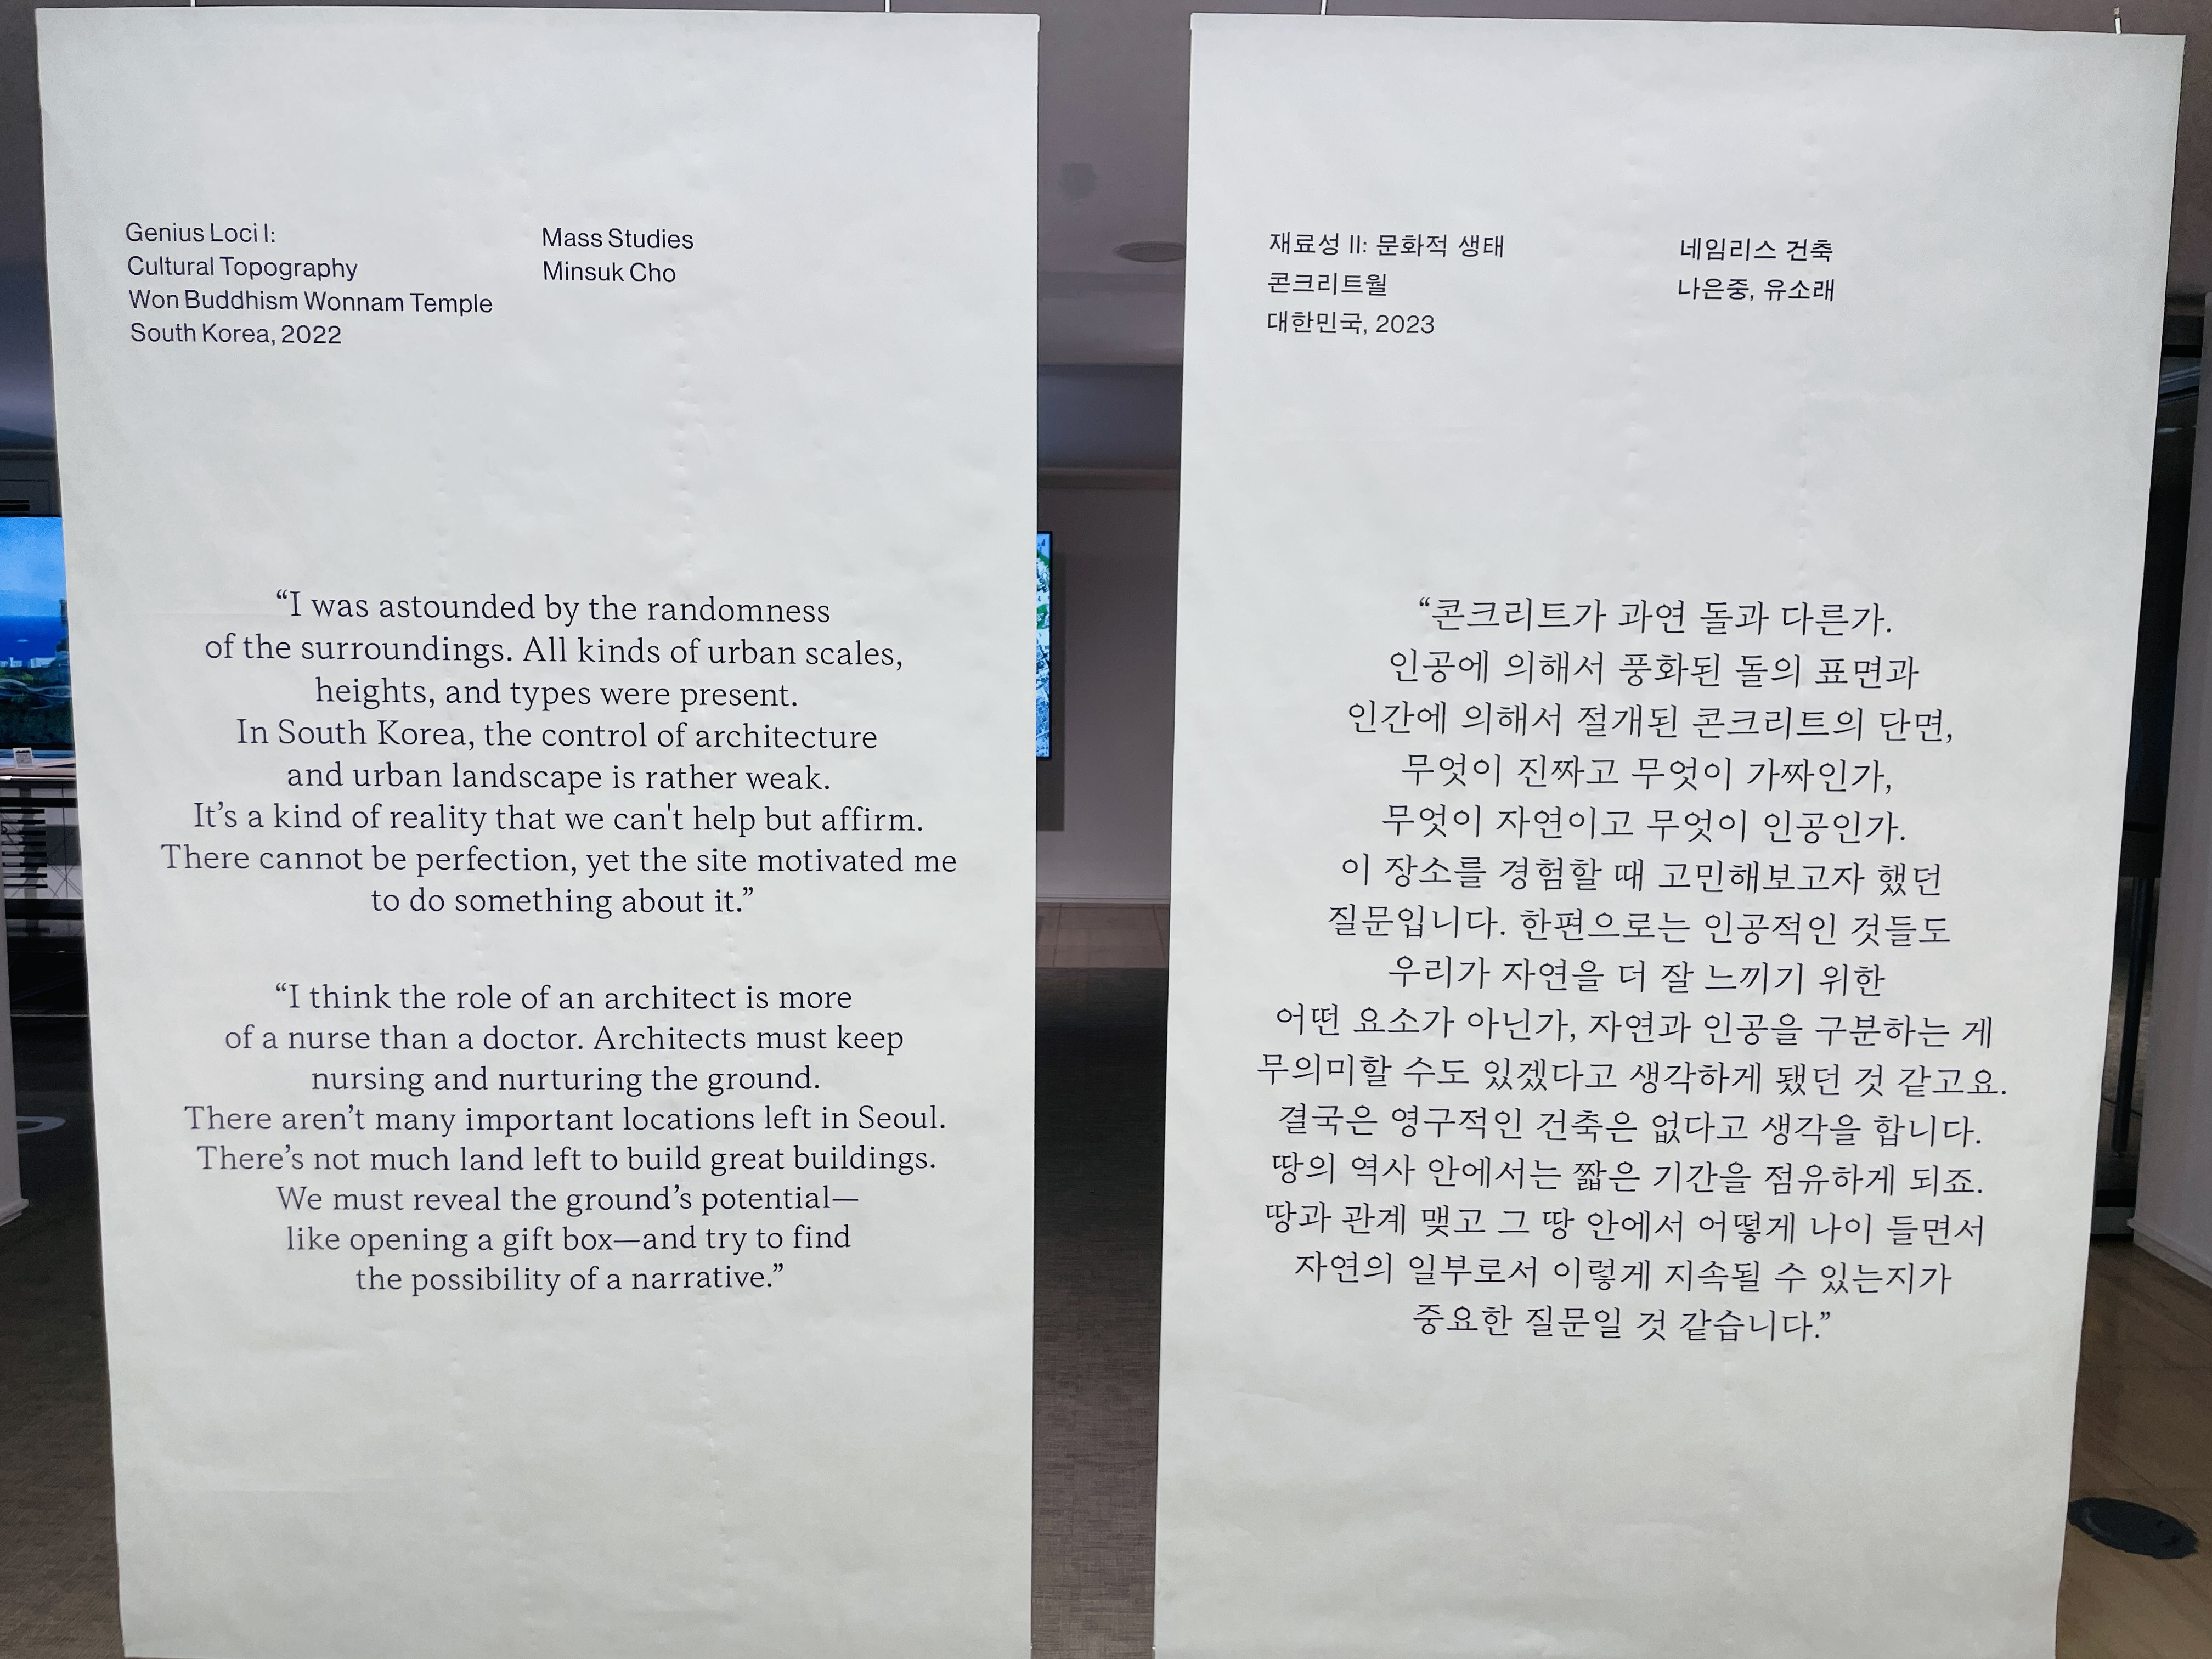 Genius Loci I:
Cultural Topography
Won Buddhism Wonnam Temple
South Korea, 2022
Mass Studies
Minsuk Cho
“I was astounded by the randomness
of the surroundings. All kinds of urban scales,
heights, and types were present.
In South Korea, the control of architecture
and urban landscape is rather weak.
It’s a kind of reality that we can't help but affirm.
There cannot be perfection, yet the site motivated me
to do something about it.”
“I think the role of an architect is more
of a nurse than a doctor. Architects must keep
nursing and nurturing the ground.
There aren’t many important locations left in Seoul.
There’s not much land left to build great buildings.
We must reveal the ground’s potential—
like opening a gift box—and try to find
the possibility of a narrative.”
재료성 II: 문화적 생태
콘크리트월
대한민국, 2023
네임리스 건축
나은중, 유소래
“콘크리트가 과연 돌과 다른가.
인공에 의해서 풍화된 돌의 표면과
인간에 의해서 절개된 콘크리트의 단면,
무엇이 진짜고 무엇이 가짜인가,
무엇이 자연이고 무엇이 인공인가.
이 장소를 경험할 때 고민해보고자 했던
질문입니다. 한편으로는 인공적인 것들도
우리가 자연을 더 잘 느끼기 위한
어떤 요소가 아닌가, 자연과 인공을 구분하는 게
무의미할 수도 있겠다고 생각하게 됐던 것 같고요.
결국은 영구적인 건축은 없다고 생각을 합니다.
땅의 역사 안에서는 짧은 기간을 점유하게 되죠.
땅과 관계 맺고 그 땅 안에서 어떻게 나이 들면서
자연의 일부로서 이렇게 지속될 수 있는지가
중요한 질문일 것 같습니다.”